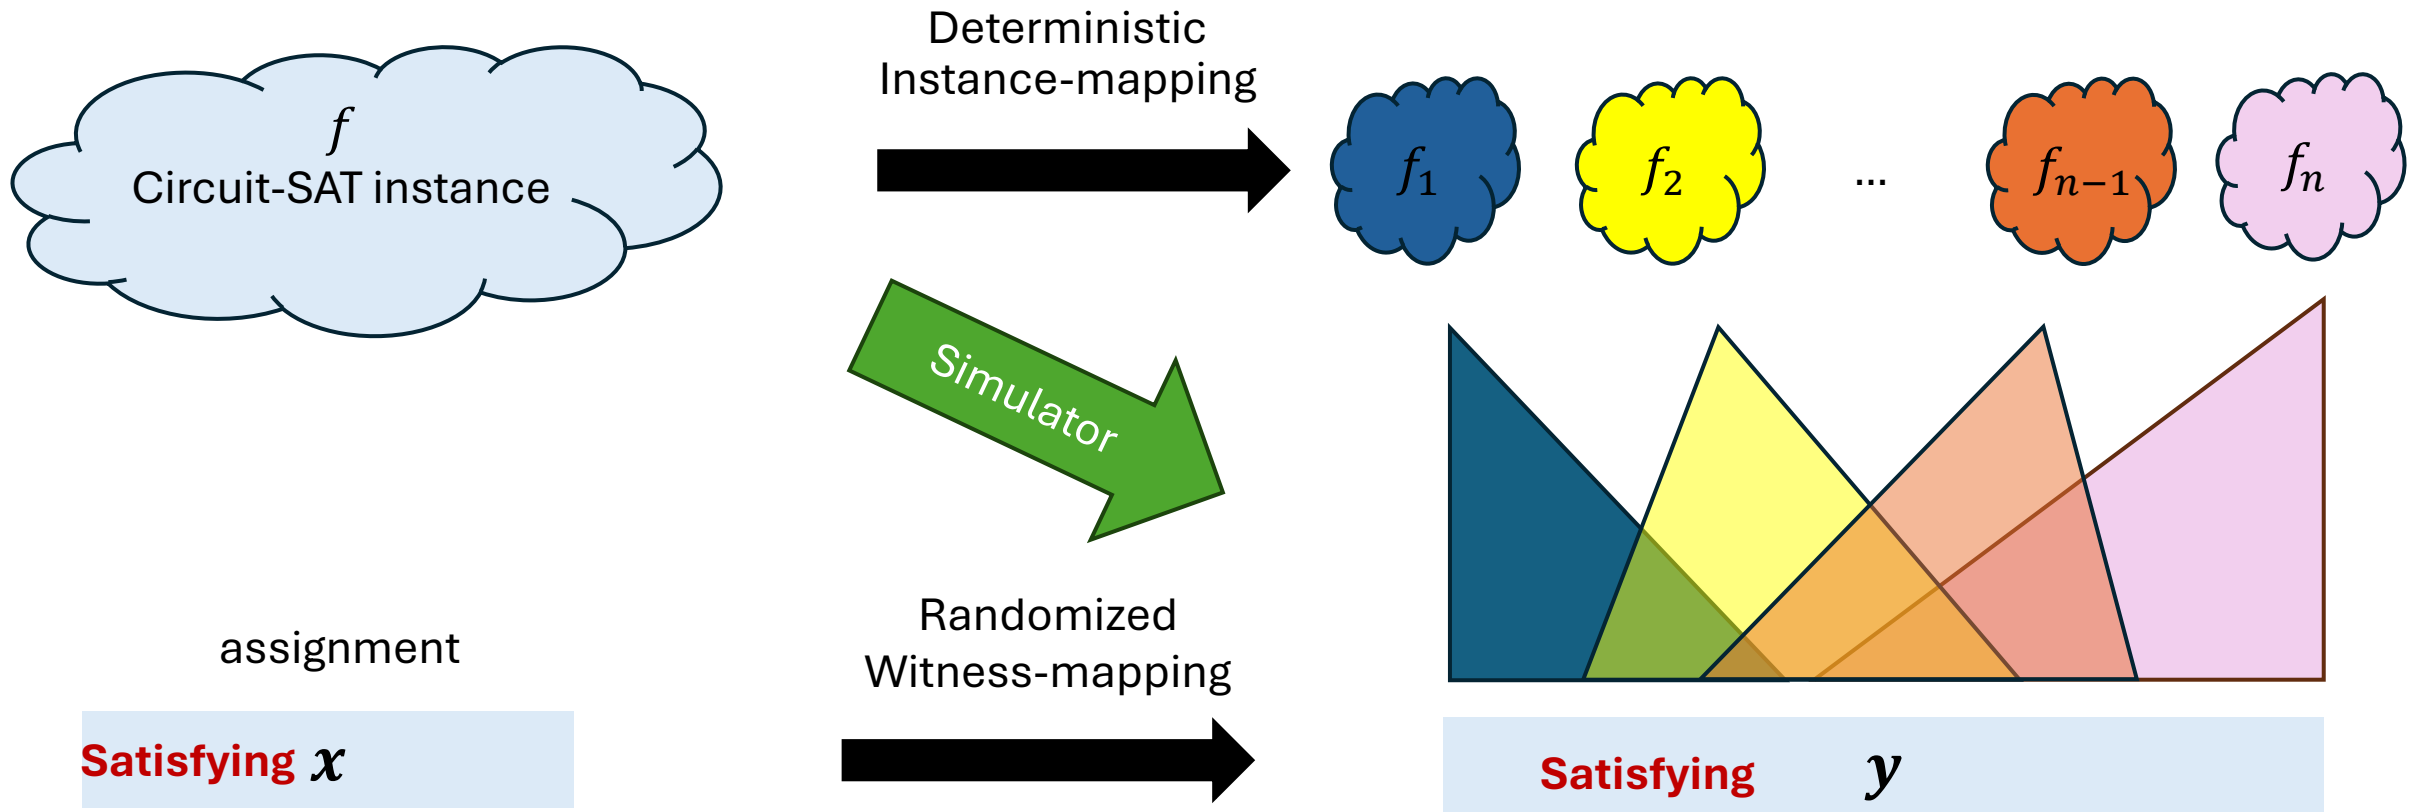 Deterministic
Instance-mapping
f
Circuit-SAT instance
f₁
f₂
...
fₙ₋₁
fₙ
Simulator
Randomized
Witness-mapping
assignment
Satisfying x
Satisfying y